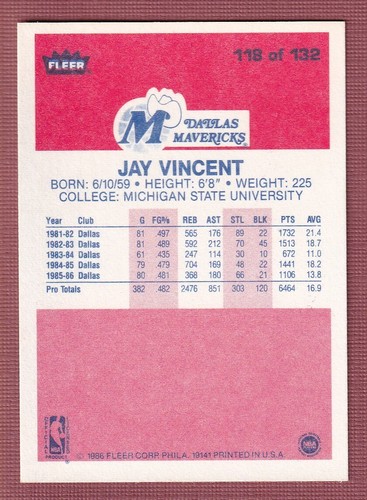 FLEER
118 of 132
M DALLAS
MAVERICKS
JAY VINCENT
BORN: 6/10/59 • HEIGHT: 6'8" • WEIGHT: 225
COLLEGE: MICHIGAN STATE UNIVERSITY
Year Club G FG% REB AST STL BLK PTS AVG
1981-82 Dallas 81 .497 565 176 89 22 1732 21.4
1982-83 Dallas 81 .489 592 212 70 45 1513 18.7
1983-84 Dallas 61 .435 247 114 30 10 672 11.0
1984-85 Dallas 79 .479 704 169 48 22 1441 18.2
1985-86 Dallas 80 .481 368 180 66 21 1106 13.8
Pro Totals 382 .482 2476 851 303 120 6464 16.9
OFFICIAL
NBA
PRODUCT
NBA
© 1986 FLEER CORP. PHILA. 19141 PRINTED IN U.S.A.